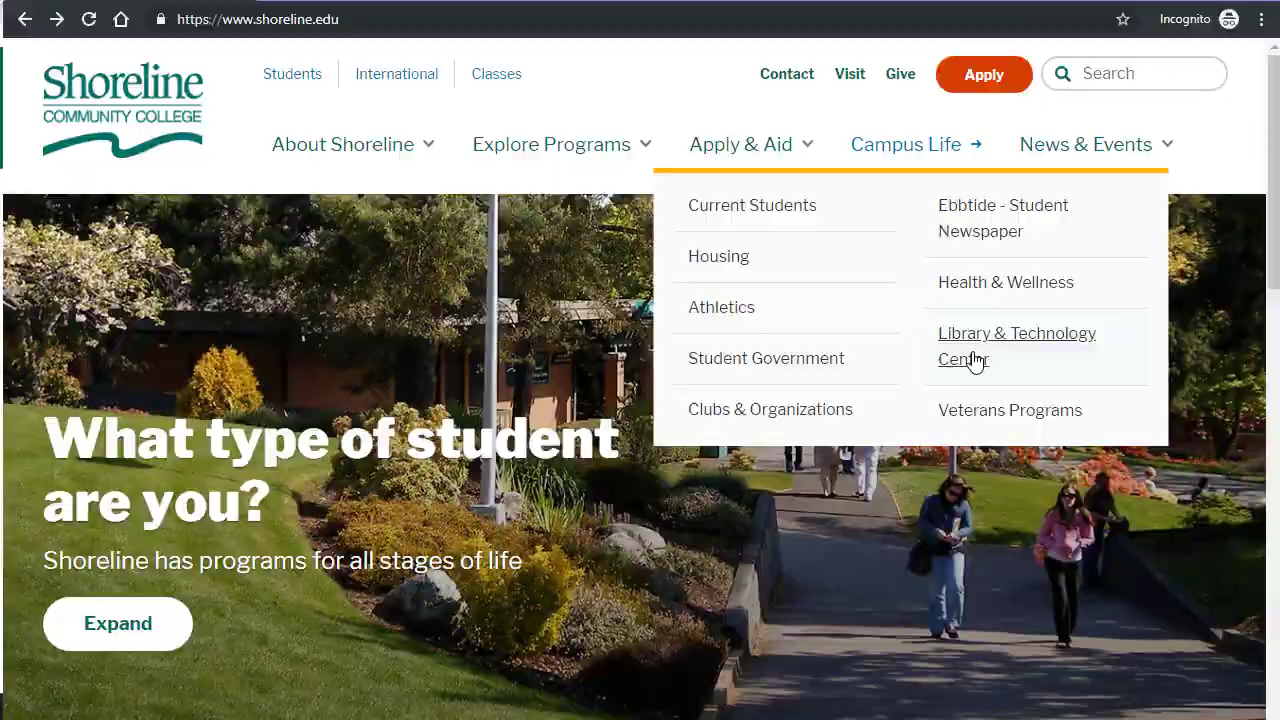 https://www.shoreline.edu
Incognito
Shoreline
COMMUNITY COLLEGE
Students
International
Classes
Contact
Visit
Give
Apply
Search
About Shoreline
Explore Programs
Apply & Aid
Campus Life
News & Events
Current Students
Housing
Athletics
Student Government
Clubs & Organizations
Ebbtide - Student
Newspaper
Health & Wellness
Library & Technology
Center
Veterans Programs
What type of student
are you?
Shoreline has programs for all stages of life
Expand